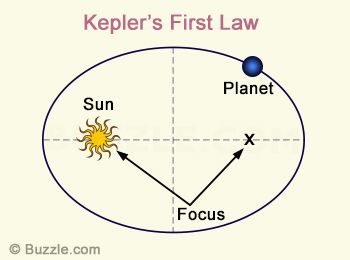 Kepler's First Law
Planet
Sun
x
Focus
© Buzzle.com